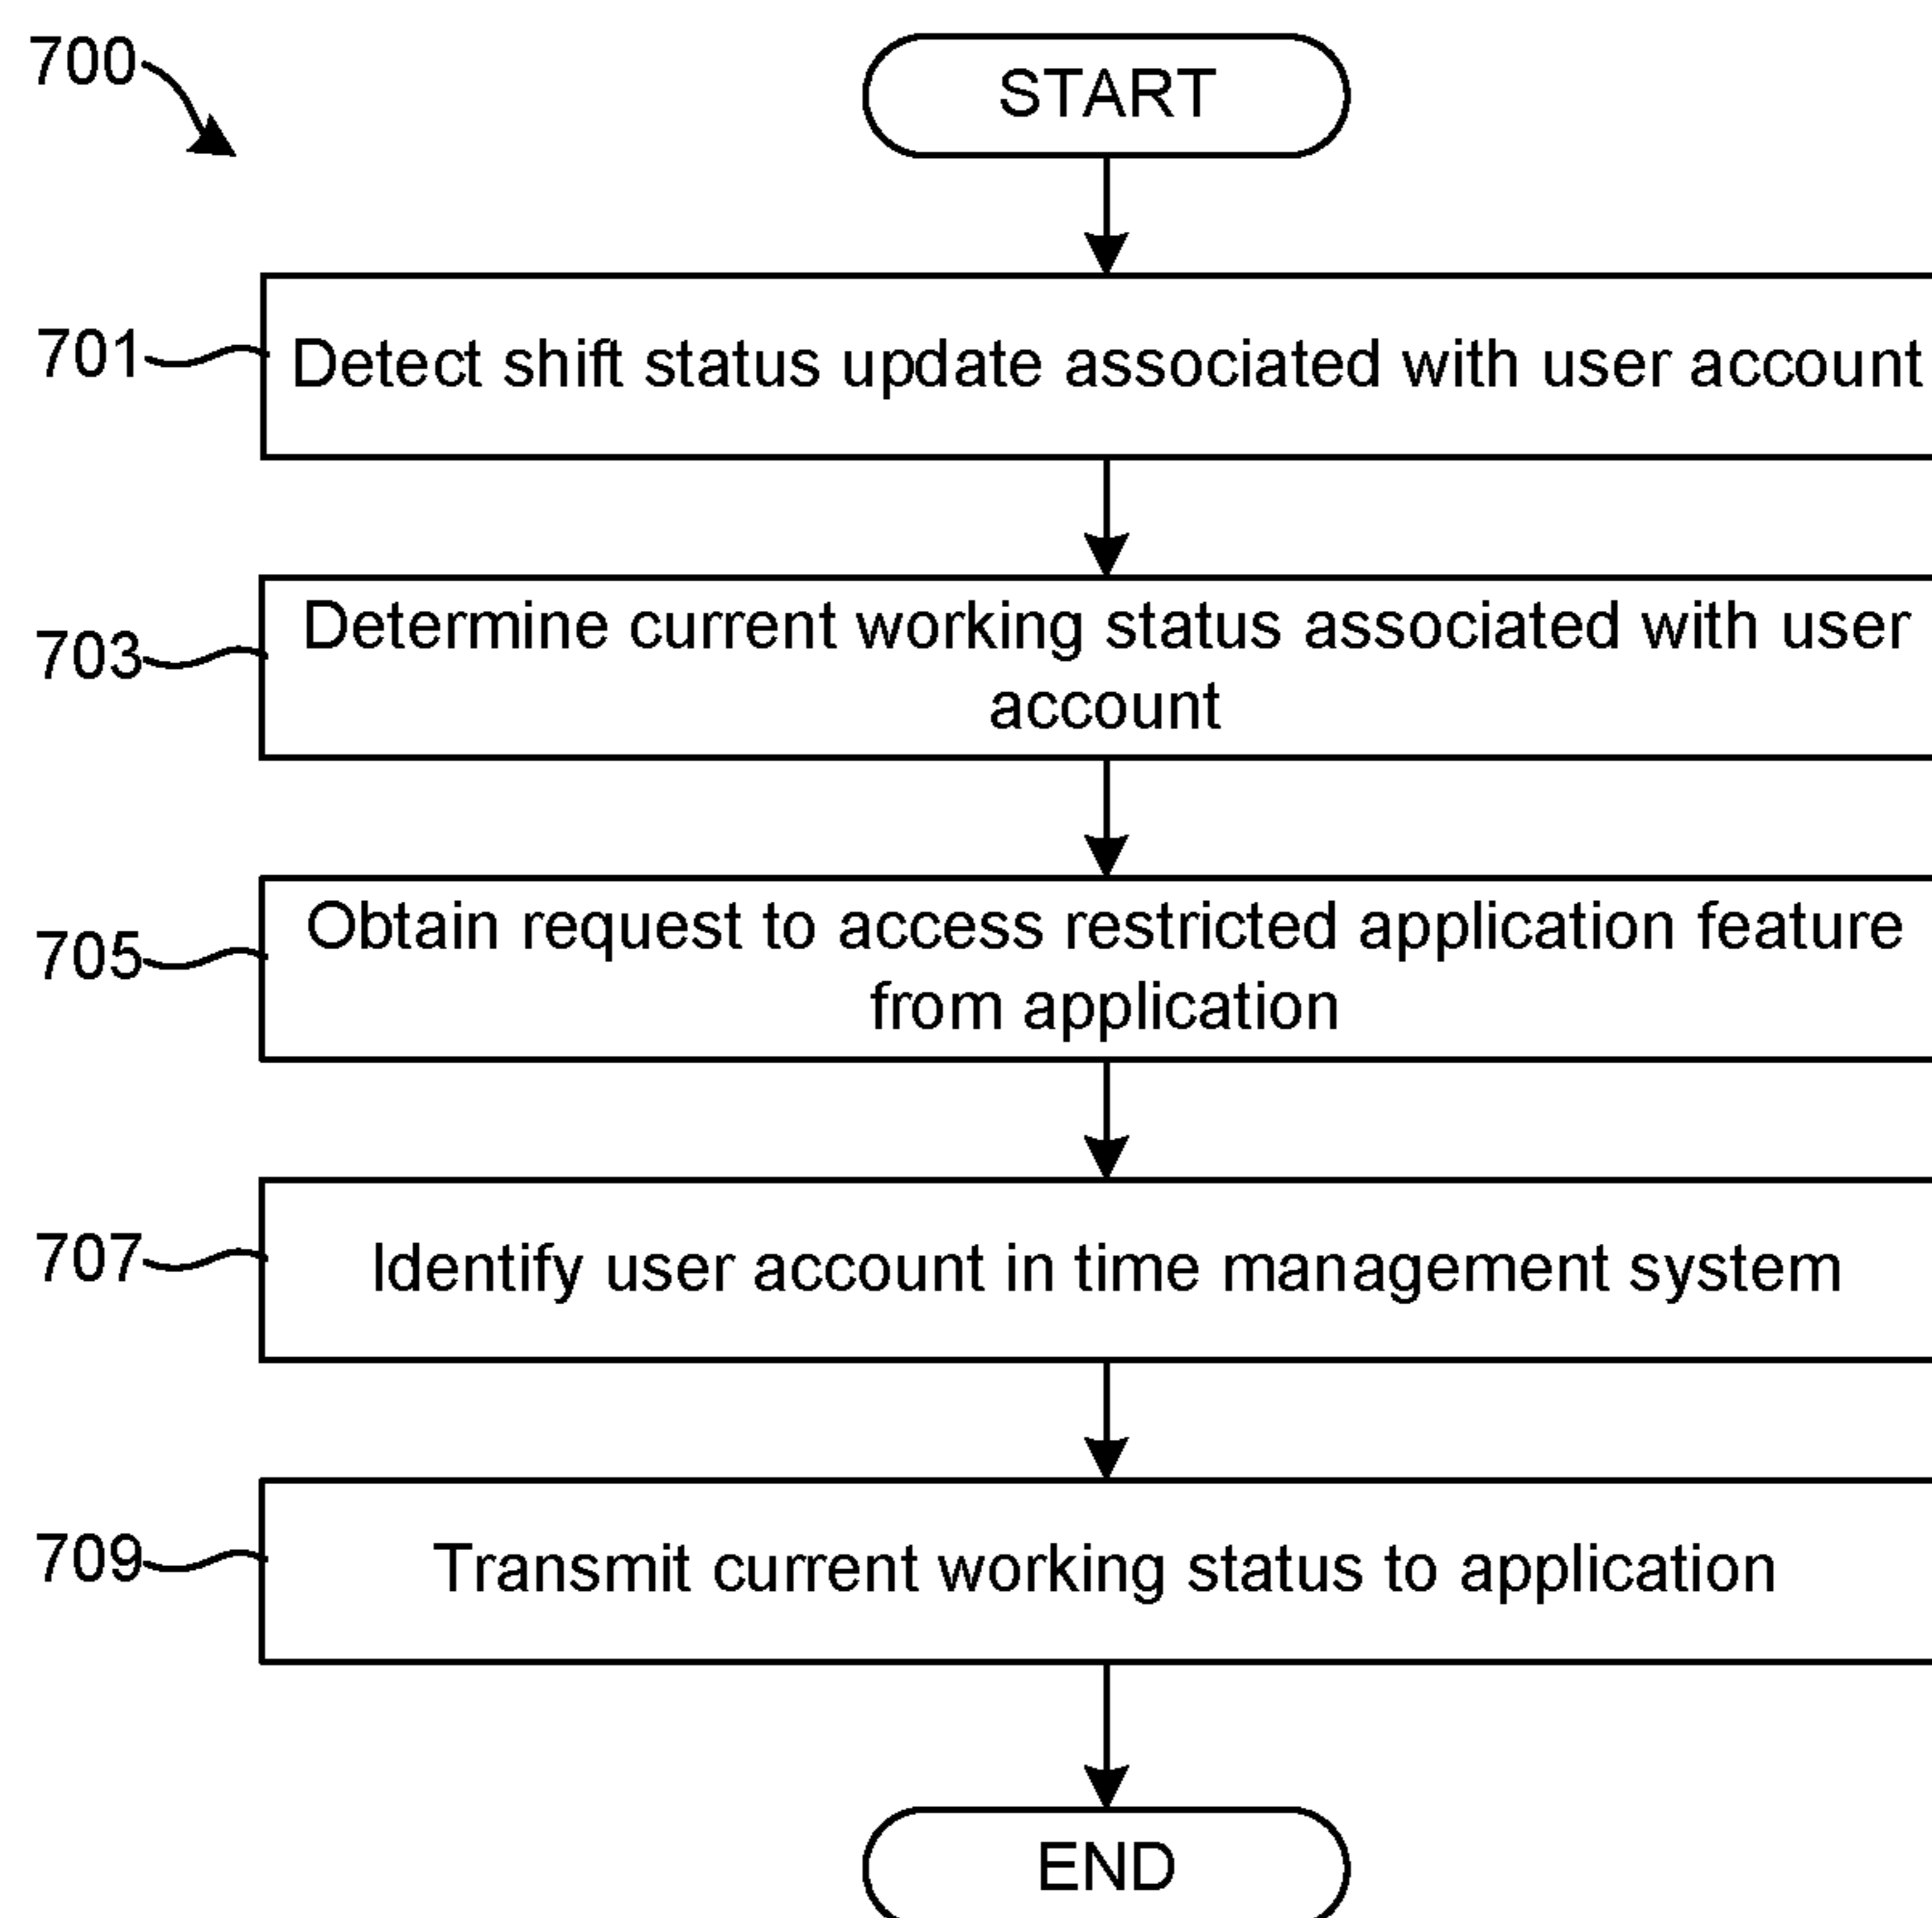 700
START
701
Detect shift status update associated with user account
703
Determine current working status associated with user
account
705
Obtain request to access restricted application feature
from application
707
Identify user account in time management system
709
Transmit current working status to application
END